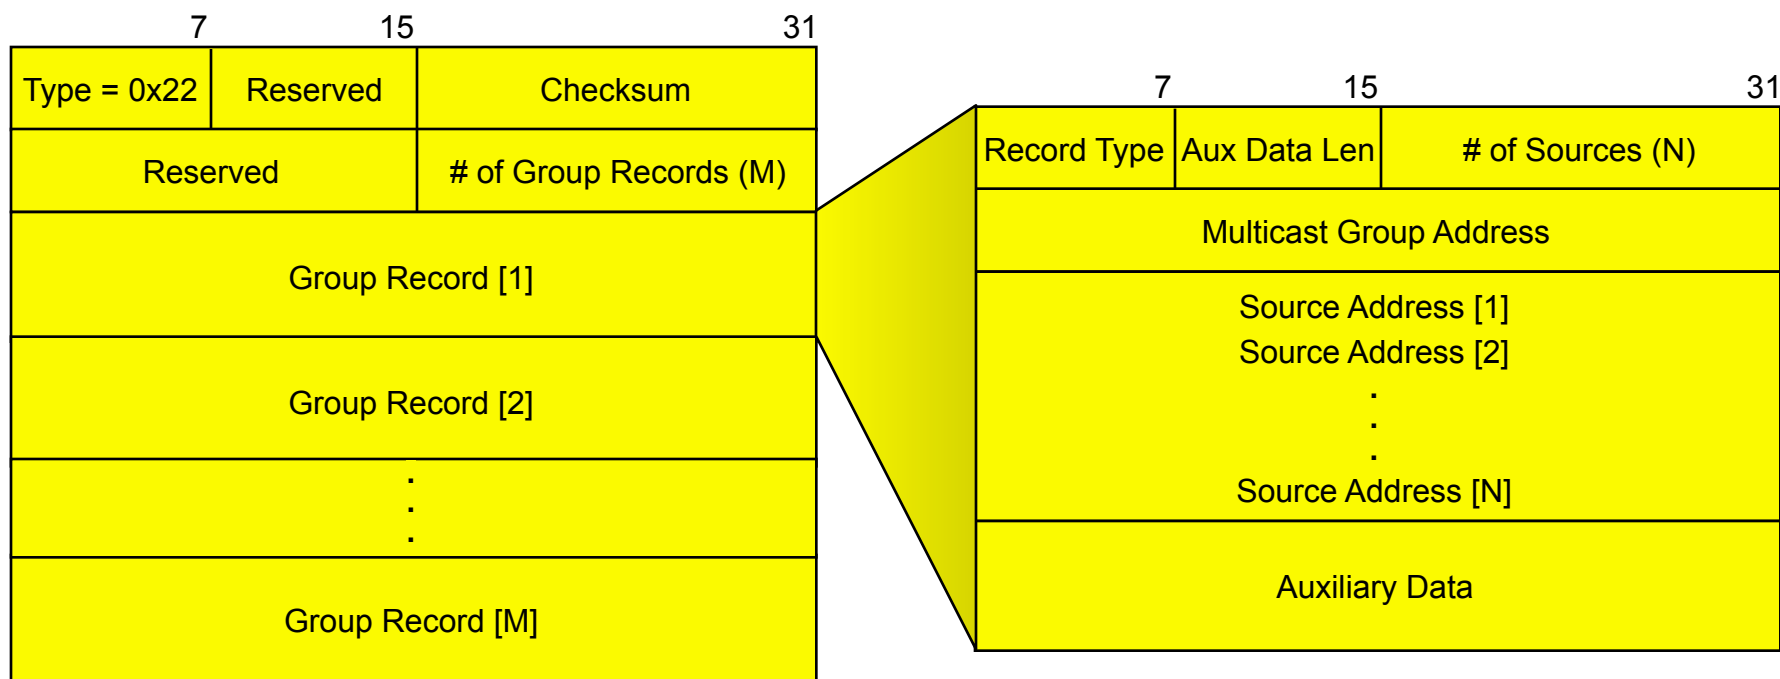 7 15 31
Type = 0x22 Reserved Checksum
Reserved # of Group Records (M)
Group Record [1]
Group Record [2]
.
.
.
Group Record [M]
7 15 31
Record Type Aux Data Len # of Sources (N)
Multicast Group Address
Source Address [1]
Source Address [2]
.
.
.
Source Address [N]
Auxiliary Data